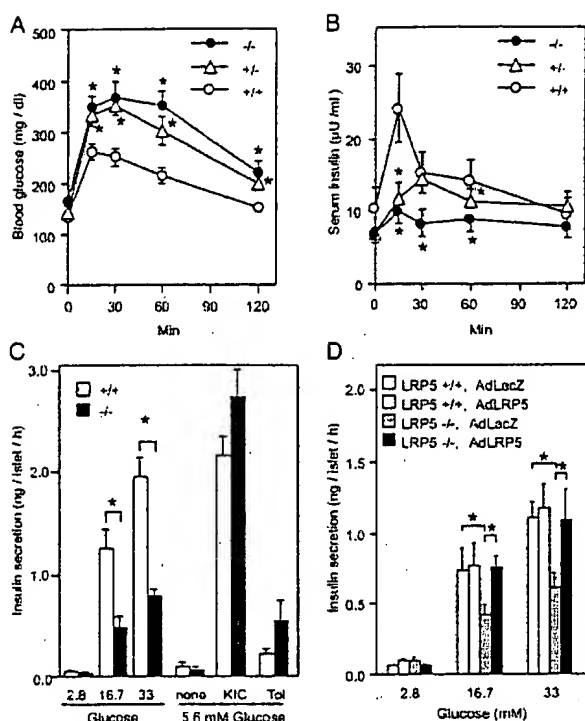 A
Blood glucose (mg / dl)
500
400
300
200
100
-/-
+/-
+/+
* * * *
* * *
0 30 60 90 120
Min
B
Serum Insulin (μU /ml)
30
20
10
0
-/-
+/-
+/+
* *
* * *
0 30 60 90 120
Min
C
Insulin secretion (ng / islet / h)
3.0
2.0
1.0
0.0
+/+
-/-
* *
2.8 16.7 33 none KIC Tol
Glucose 5.6 mM Glucose
D
Insulin secretion (ng / islet / h)
2.0
1.5
1.0
0.5
0.0
LRP5 +/+, AdLacZ
LRP5 +/+, AdLRP5
LRP5 -/-, AdLacZ
LRP5 -/-, AdLRP5
* * * *
2.8 16.7 33
Glucose (mM)